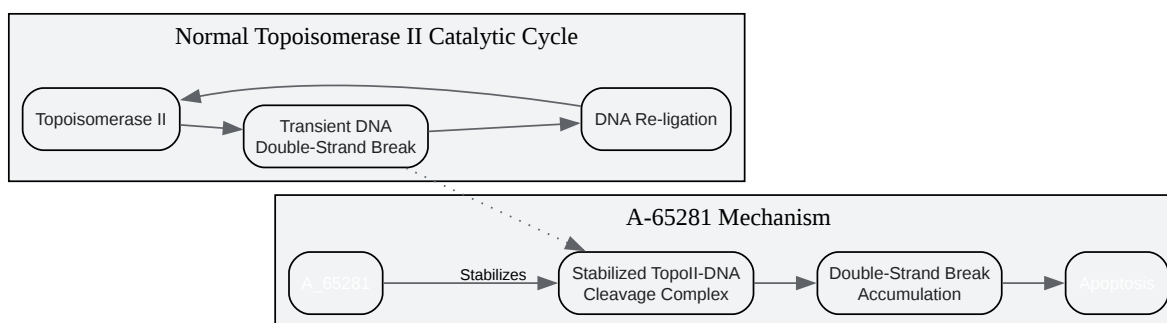 Normal Topoisomerase II Catalytic Cycle
Topoisomerase II
Transient DNA
Double-Strand Break
DNA Re-ligation
A-65281 Mechanism
A_65281
Stabilizes
Stabilized TopoII-DNA
Cleavage Complex
Double-Strand Break
Accumulation
Apoptosis